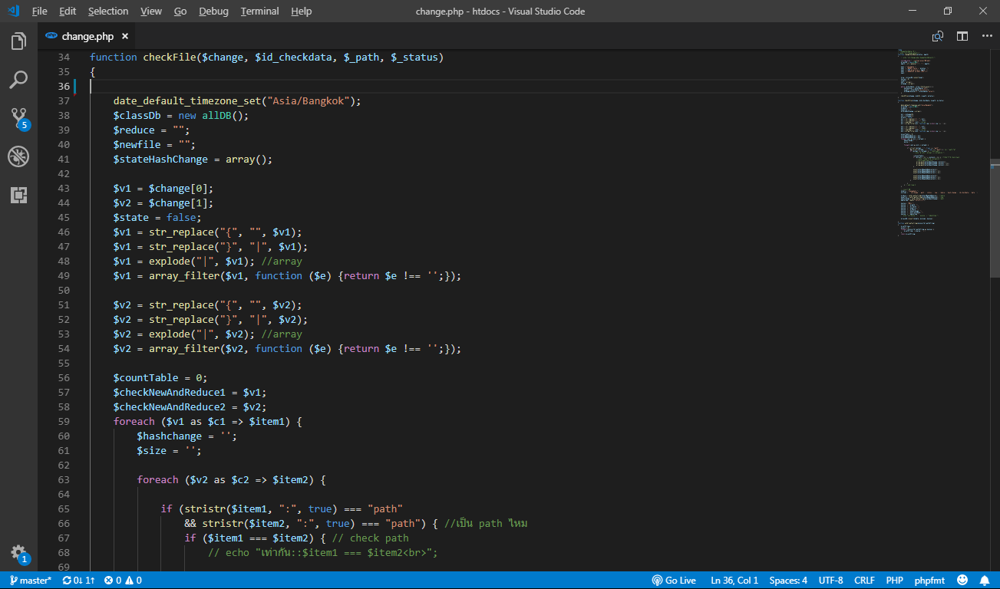 File Edit Selection View Go Debug Terminal Help change.php - htdocs - Visual Studio Code
php change.php ×
34 function checkFile($change, $id_checkdata, $_path, $_status)
35 {
36
37 date_default_timezone_set("Asia/Bangkok");
38 $classDb = new allDB();
39 $reduce = "";
40 $newfile = "";
41 $stateHashChange = array();
42
43 $v1 = $change[0];
44 $v2 = $change[1];
45 $state = false;
46 $v1 = str_replace("{", "", $v1);
47 $v1 = str_replace("}", "|", $v1);
48 $v1 = explode("|", $v1); //array
49 $v1 = array_filter($v1, function ($e) {return $e !== '';});
50
51 $v2 = str_replace("{", "", $v2);
52 $v2 = str_replace("}", "|", $v2);
53 $v2 = explode("|", $v2); //array
54 $v2 = array_filter($v2, function ($e) {return $e !== '';});
55
56 $countTable = 0;
57 $checkNewAndReduce1 = $v1;
58 $checkNewAndReduce2 = $v2;
59 foreach ($v1 as $c1 => $item1) {
60 $hashchange = '';
61 $size = '';
62
63 foreach ($v2 as $c2 => $item2) {
64
65 if (stristr($item1, ":", true) === "path"
66 && stristr($item2, ":", true) === "path") { //เป็น path ไหม
67 if ($item1 === $item2) { // check path
68 // echo "เท่ากัน::$item1 === $item2<br>";
69
5
1
master* 0↓ 1↑ 0 0 Go Live Ln 36, Col 1 Spaces: 4 UTF-8 CRLF PHP phpfmt